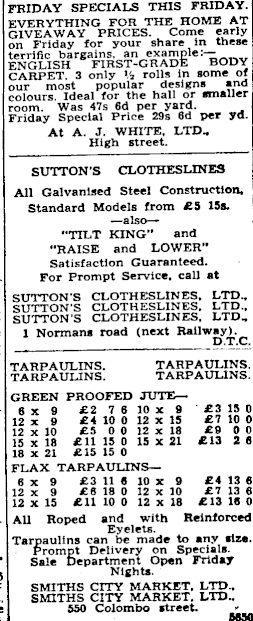 FRIDAY SPECIALS THIS FRIDAY.
EVERYTHING FOR THE HOME AT
GIVEAWAY PRICES. Come early
on Friday for your share in these
terrific bargains, an example:—
ENGLISH FIRST-GRADE BODY
CARPET, 3 only ½ rolls in some of
our most popular designs and
colours. Ideal for the hall or smaller
room. Was 47s 6d per yard.
Friday Special Price 29s 6d per yd.
At A. J. WHITE, LTD.,
High street.
SUTTON'S CLOTHESLINES
All Galvanised Steel Construction,
Standard Models from £5 15s.
—also—
"TILT KING" and
"RAISE and LOWER"
Satisfaction Guaranteed.
For Prompt Service, call at
SUTTON'S CLOTHESLINES, LTD.,
SUTTON'S CLOTHESLINES, LTD.,
SUTTON'S CLOTHESLINES, LTD.,
1 Normans road (next Railway).
D.T.C.
TARPAULINS. TARPAULINS.
TARPAULINS. TARPAULINS.
GREEN PROOFED JUTE—
6 x 9 £2 7 6 10 x 9 £3 15 0
12 x 9 £4 10 0 12 x 15 £7 10 0
12 x 10 £5 0 0 12 x 18 £9 0 0
15 x 18 £11 15 0 15 x 21 £13 2 6
18 x 21 £15 15 0
FLAX TARPAULINS—
6 x 9 £3 11 6 10 x 9 £4 13 6
12 x 9 £6 18 0 12 x 10 £7 13 6
12 x 15 £11 10 0 12 x 18 £13 16 0
All Roped and with Reinforced
Eyelets.
Tarpaulins can be made to any size.
Prompt Delivery on Specials.
Sale Department Open Friday
Nights.
SMITHS CITY MARKET, LTD.,
SMITHS CITY MARKET, LTD.,
550 Colombo street.
5650